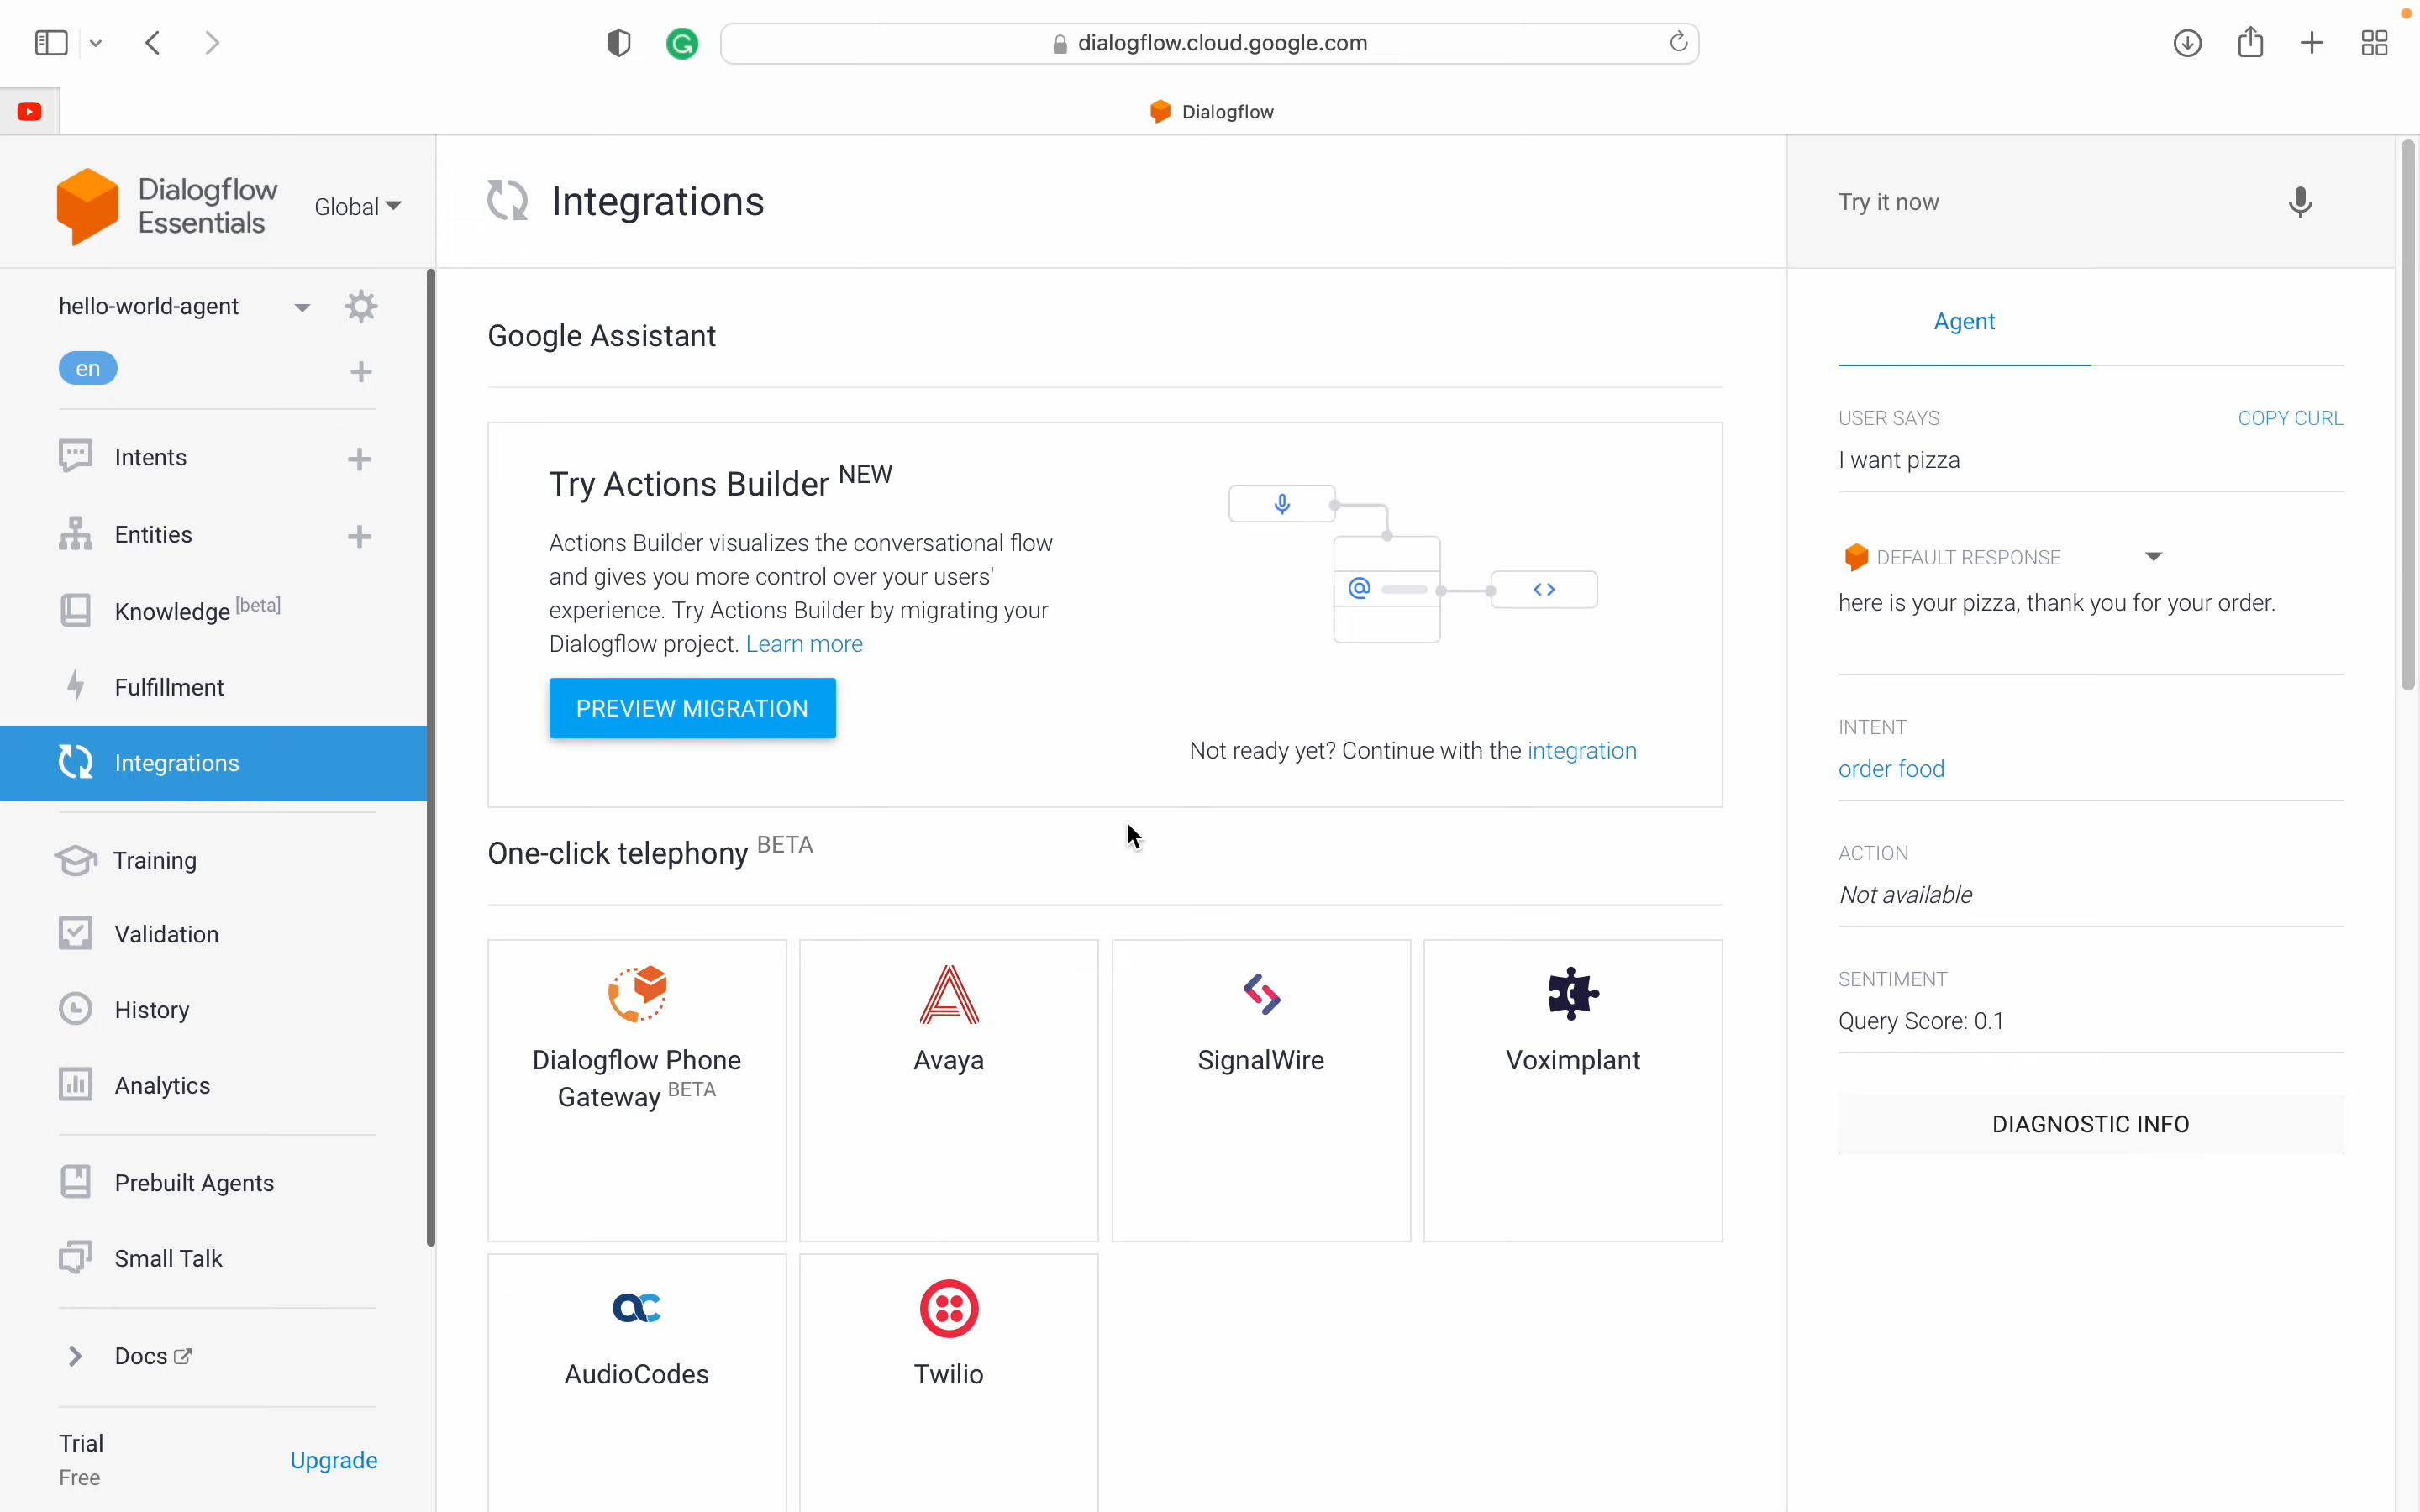 dialogflow.cloud.google.com
Dialogflow
Dialogflow
Essentials
Global
hello-world-agent
en
Intents
Entities
Knowledge [beta]
Fulfillment
Integrations
Training
Validation
History
Analytics
Prebuilt Agents
Small Talk
Docs
Trial
Free
Upgrade
Integrations
Google Assistant
Try Actions Builder NEW
Actions Builder visualizes the conversational flow
and gives you more control over your users'
experience. Try Actions Builder by migrating your
Dialogflow project. Learn more
PREVIEW MIGRATION
Not ready yet? Continue with the integration
One-click telephony BETA
Dialogflow Phone
Gateway BETA
Avaya
SignalWire
Voximplant
AudioCodes
Twilio
Try it now
Agent
USER SAYS
COPY CURL
I want pizza
DEFAULT RESPONSE
here is your pizza, thank you for your order.
INTENT
order food
ACTION
Not available
SENTIMENT
Query Score: 0.1
DIAGNOSTIC INFO